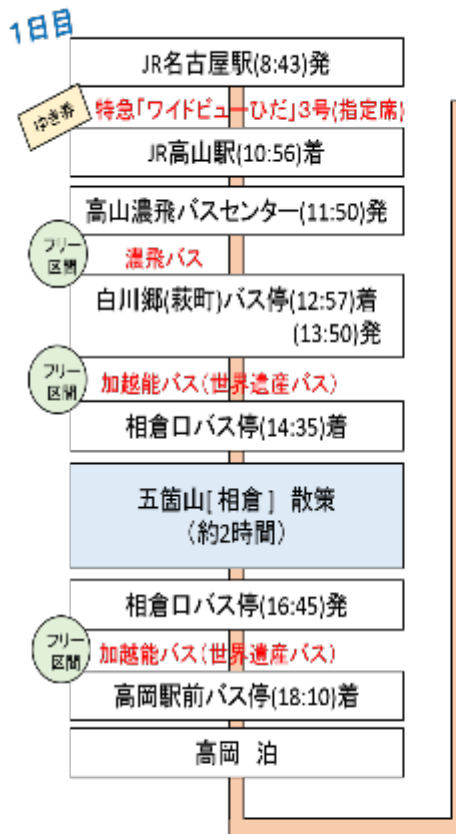 1日目
JR名古屋駅(8:43)発
ゆき券
特急「ワイドビューひだ」3号(指定席)
JR高山駅(10:56)着
高山濃飛バスセンター(11:50)発
フリー
区間
濃飛バス
白川郷(荻町)バス停(12:57)着
(13:50)発
フリー
区間
加越能バス(世界遺産バス)
相倉口バス停(14:35)着
五箇山[相倉] 散策
(約2時間)
相倉口バス停(16:45)発
フリー
区間
加越能バス(世界遺産バス)
高岡駅前バス停(18:10)着
高岡 泊